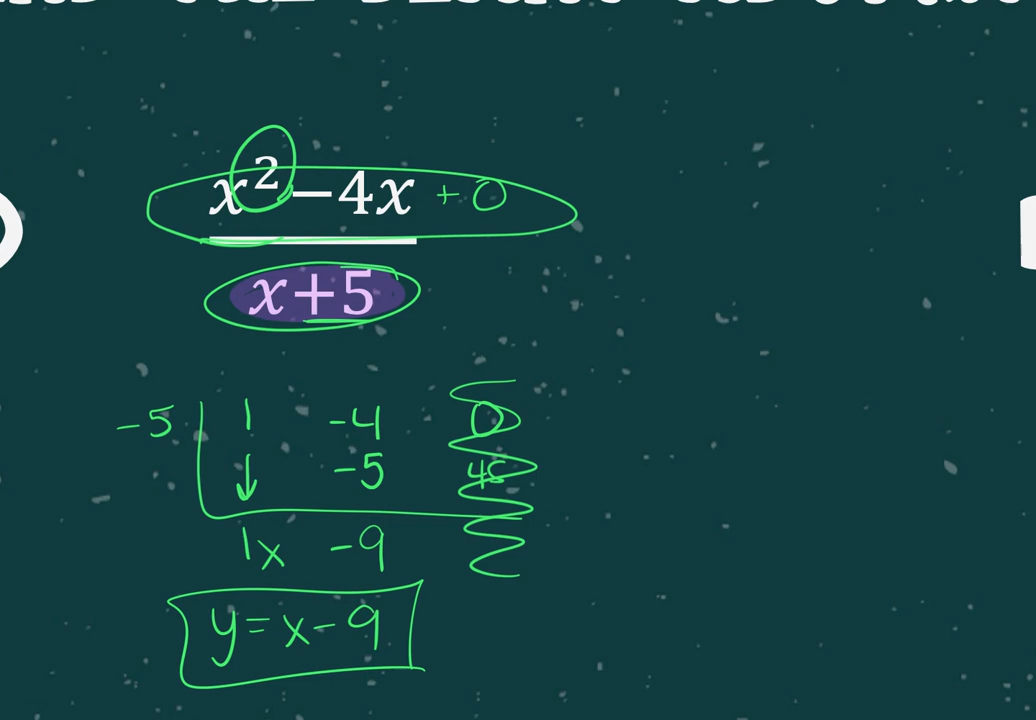 x²−4x + 0
x+5
-5 1 -4 0
-5 45
1x -9
y = x - 9